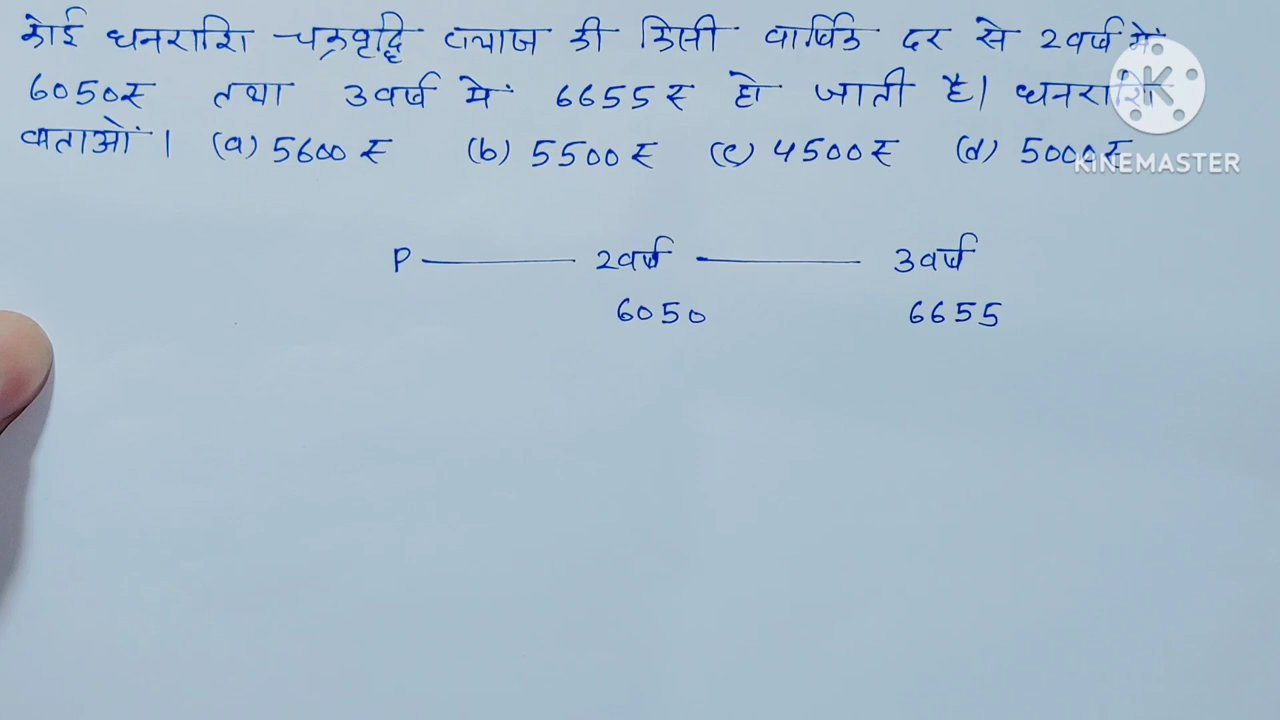 कोई धनराशि चक्रवृद्धि ब्याज की किसी वार्षिक दर से 2वर्ष में
6050₹ तथा 3वर्ष में 6655₹ हो जाती है। धनराशि
बताओं। (a) 5600₹ (b) 5500₹ (c) 4500₹ (d) 5000₹
KINEMASTER
P 2वर्ष 3वर्ष
6050 6655